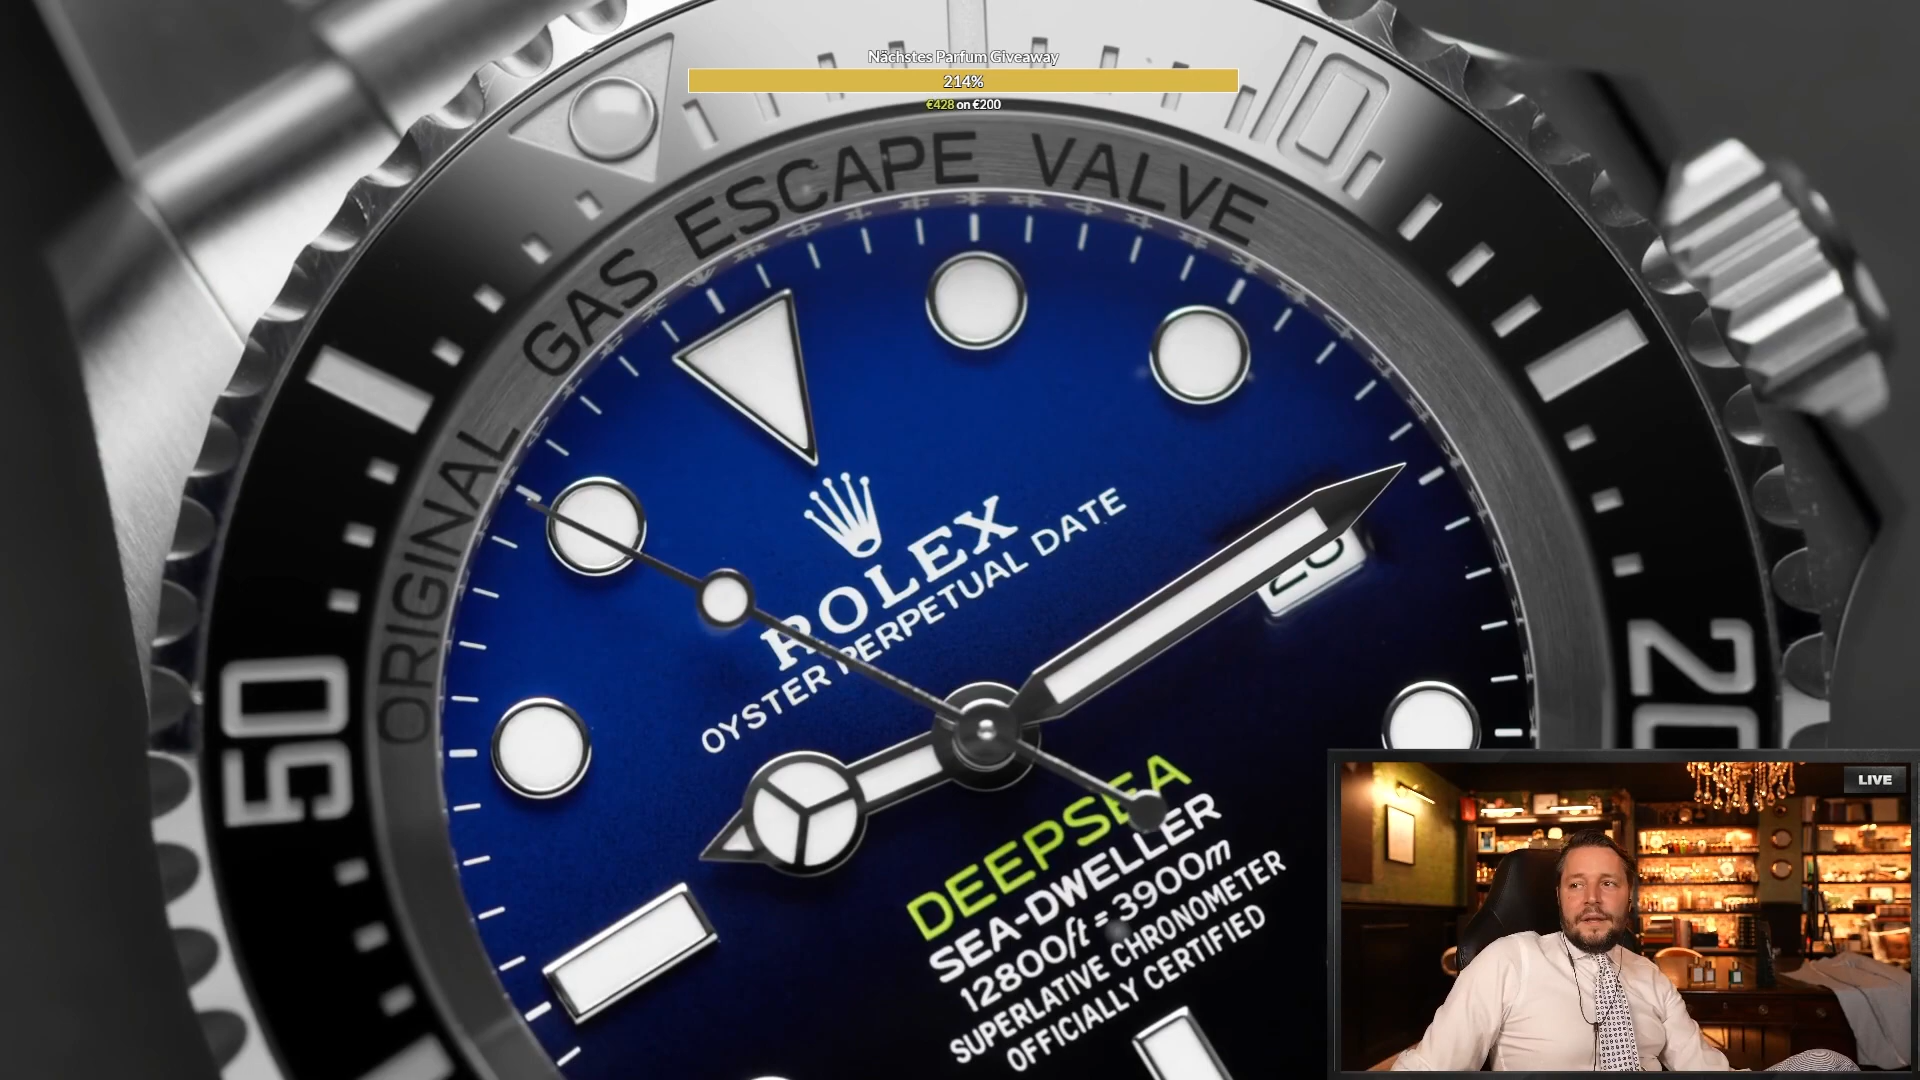 Nächstes Parfum Giveaway
214%
€428 on €200
10
ORIGINAL GAS ESCAPE VALVE
ROLEX
OYSTER PERPETUAL DATE
50
20
DEEPSEA
SEA-DWELLER
12800ft = 3900m
SUPERLATIVE CHRONOMETER
OFFICIALLY CERTIFIED
LIVE